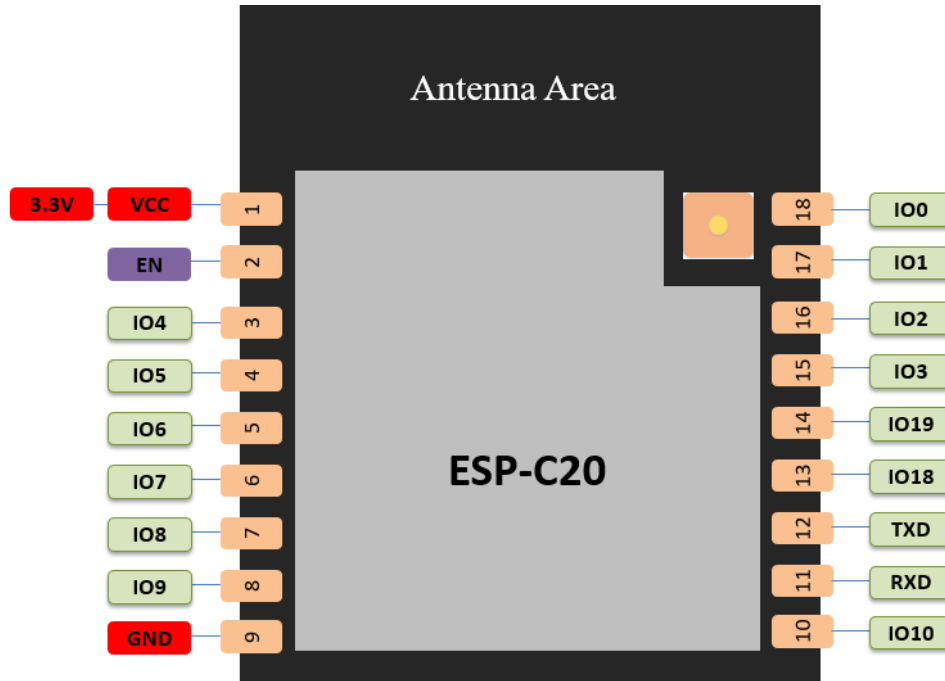 Antenna Area
3.3V VCC 1 18 IO0
EN 2 17 IO1
IO4 3 16 IO2
IO5 4 15 IO3
IO6 5 14 IO19
IO7 6 13 IO18
IO8 7 12 TXD
IO9 8 11 RXD
GND 9 10 IO10
ESP-C20